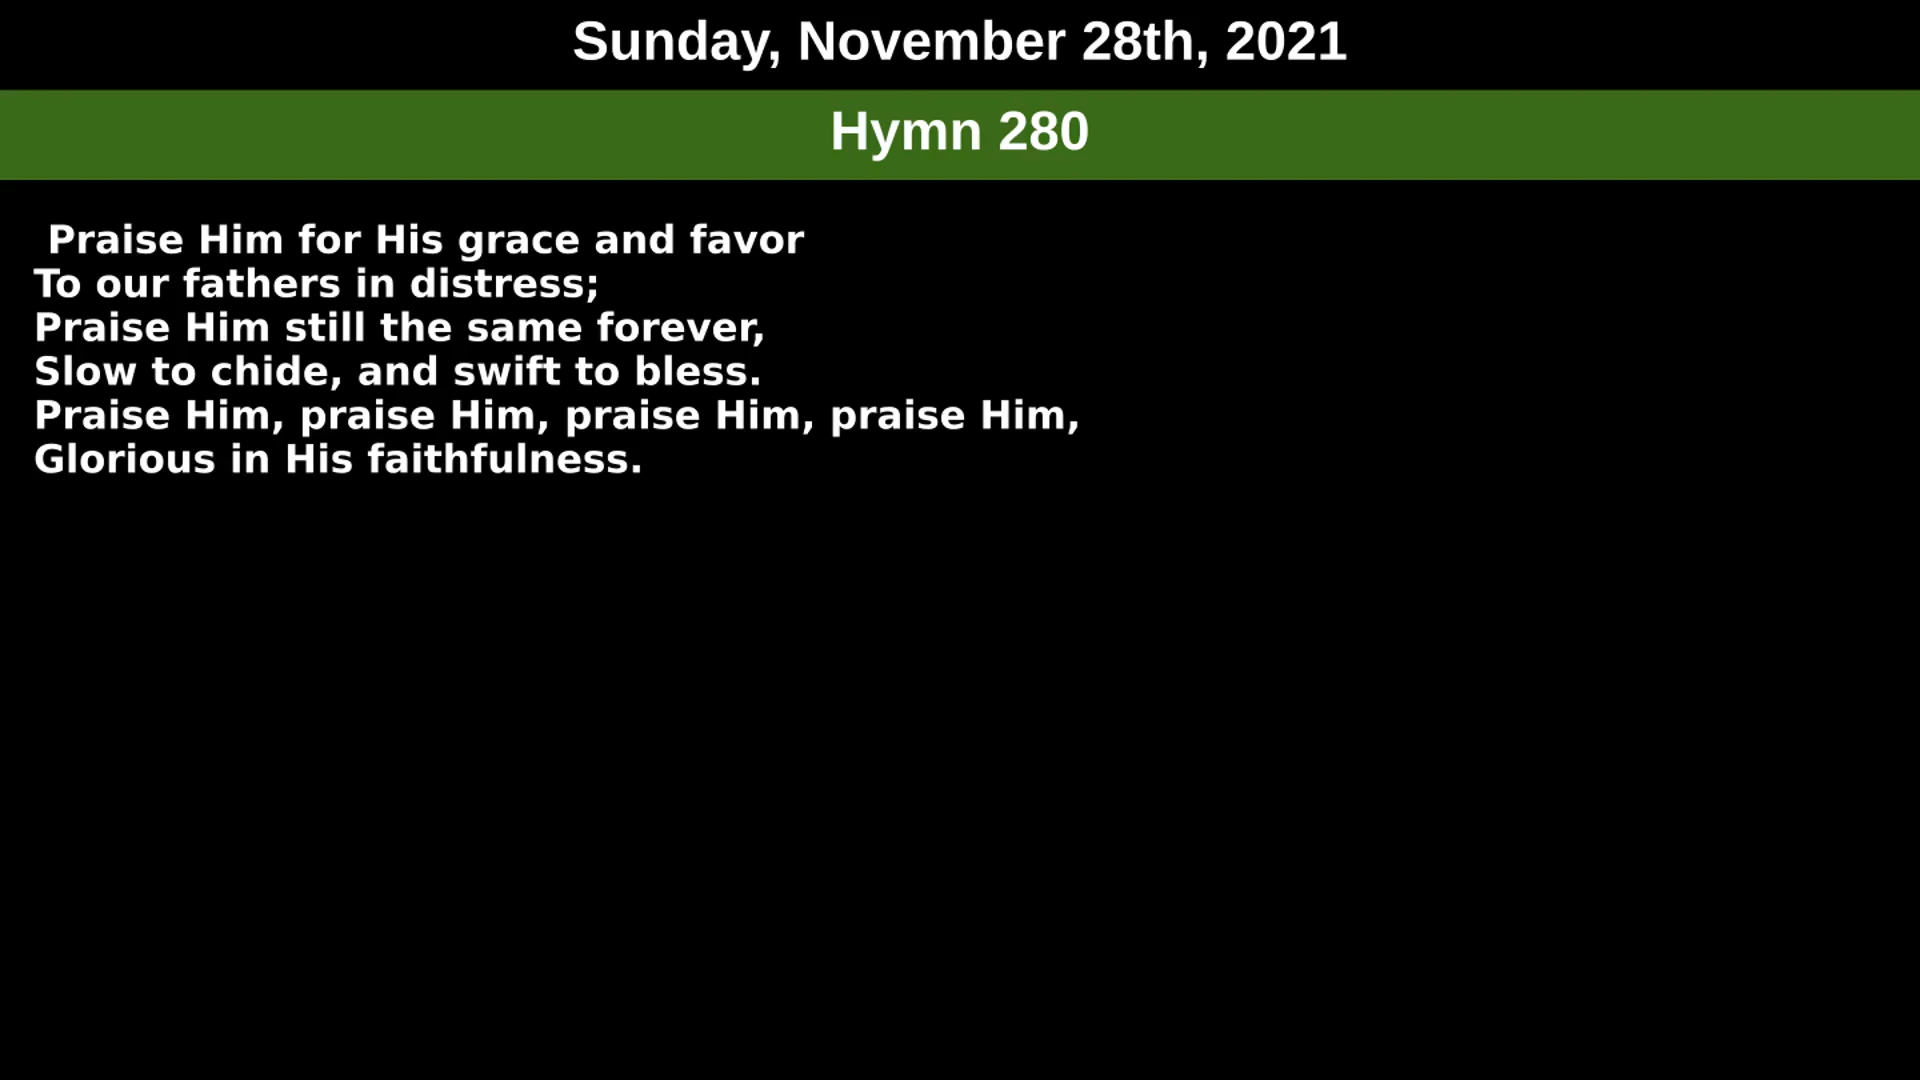 Sunday, November 28th, 2021
Hymn 280
Praise Him for His grace and favor
To our fathers in distress;
Praise Him still the same forever,
Slow to chide, and swift to bless.
Praise Him, praise Him, praise Him, praise Him,
Glorious in His faithfulness.